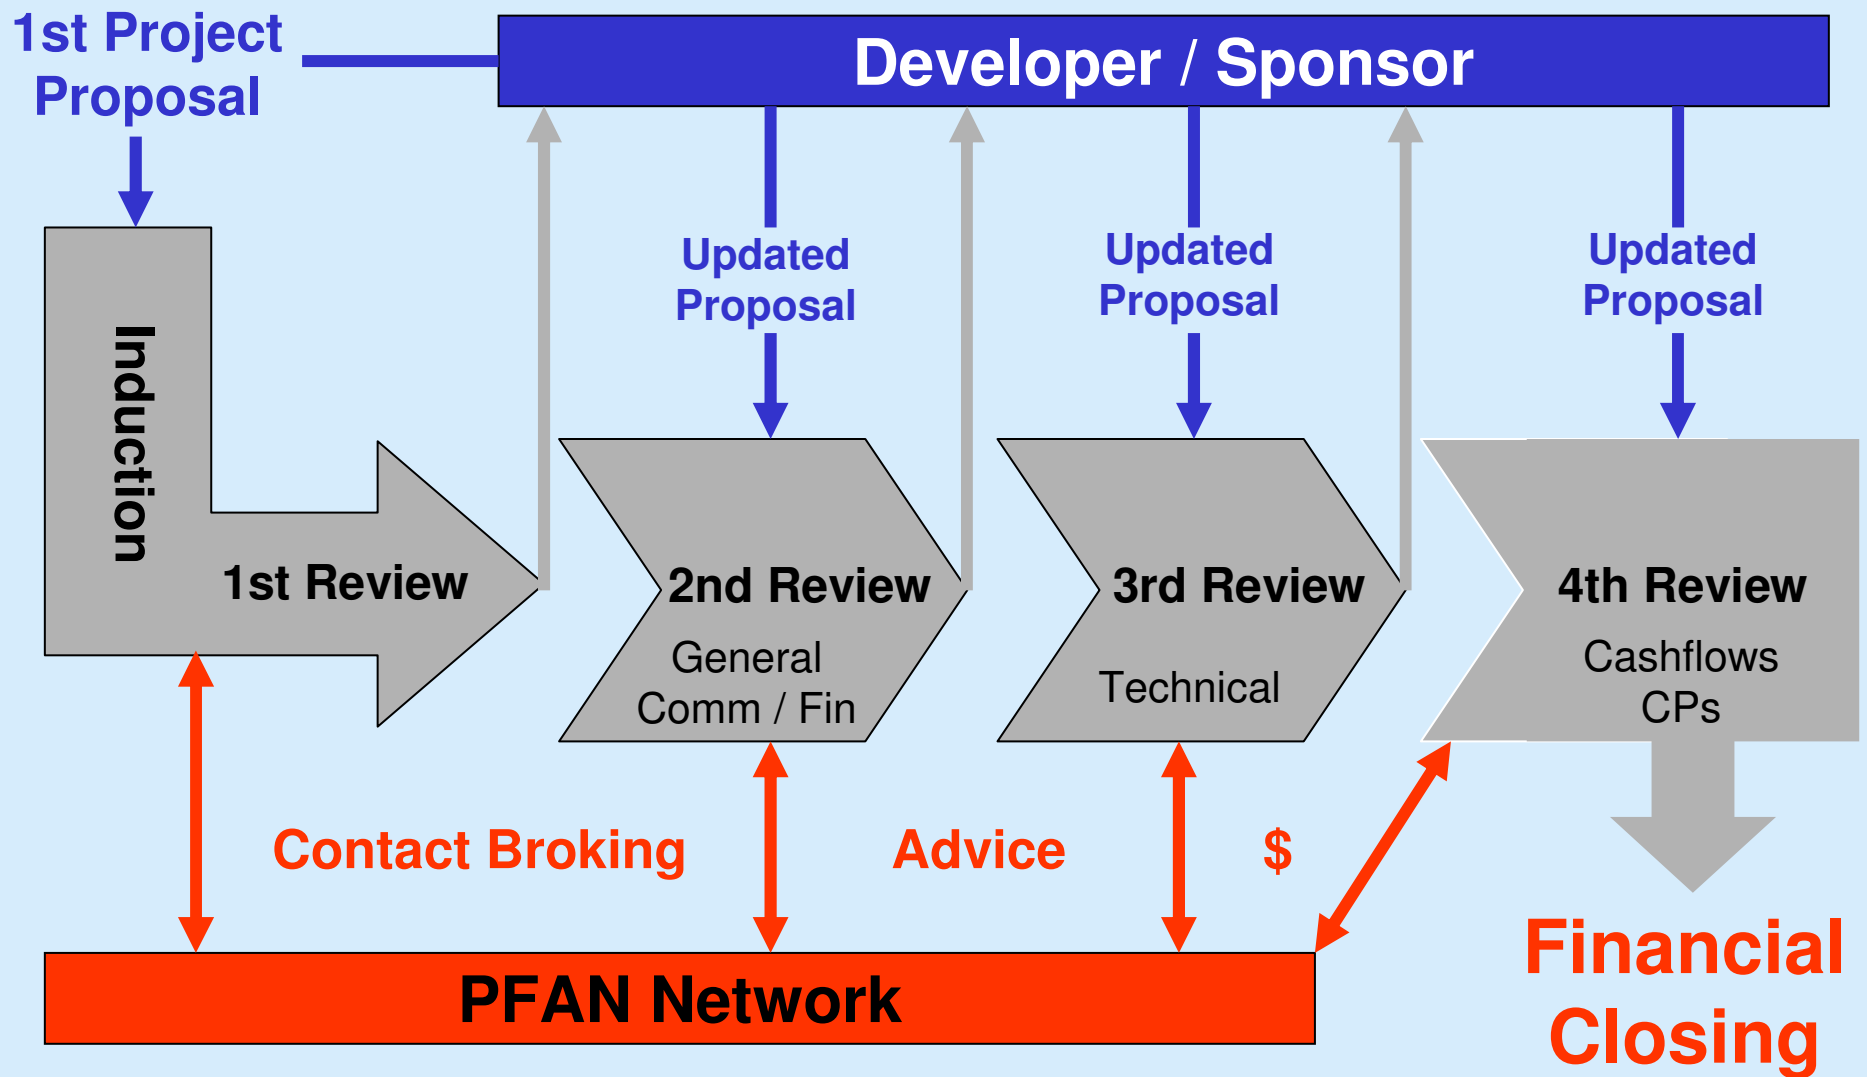 1st Project
Proposal
Developer / Sponsor
Updated
Proposal
Updated
Proposal
Updated
Proposal
Induction
1st Review
2nd Review
General
Comm / Fin
3rd Review
Technical
4th Review
Cashflows
CPs
Contact Broking
Advice
$
PFAN Network
Financial
Closing